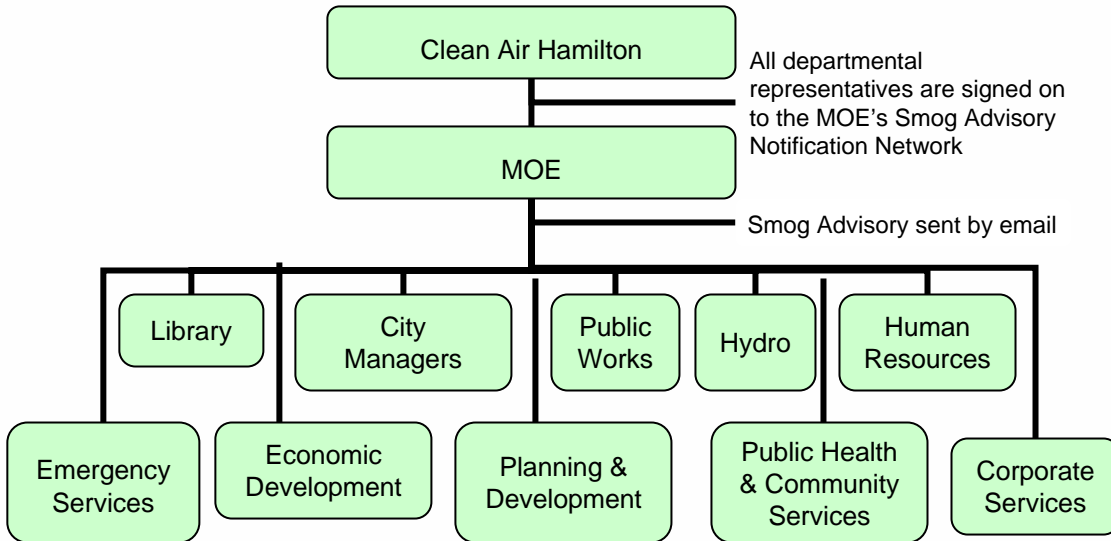 Clean Air Hamilton
All departmental
representatives are signed on
to the MOE's Smog Advisory
Notification Network
MOE
Smog Advisory sent by email
Library
City
Managers
Public
Works
Hydro
Human
Resources
Emergency
Services
Economic
Development
Planning &
Development
Public Health
& Community
Services
Corporate
Services